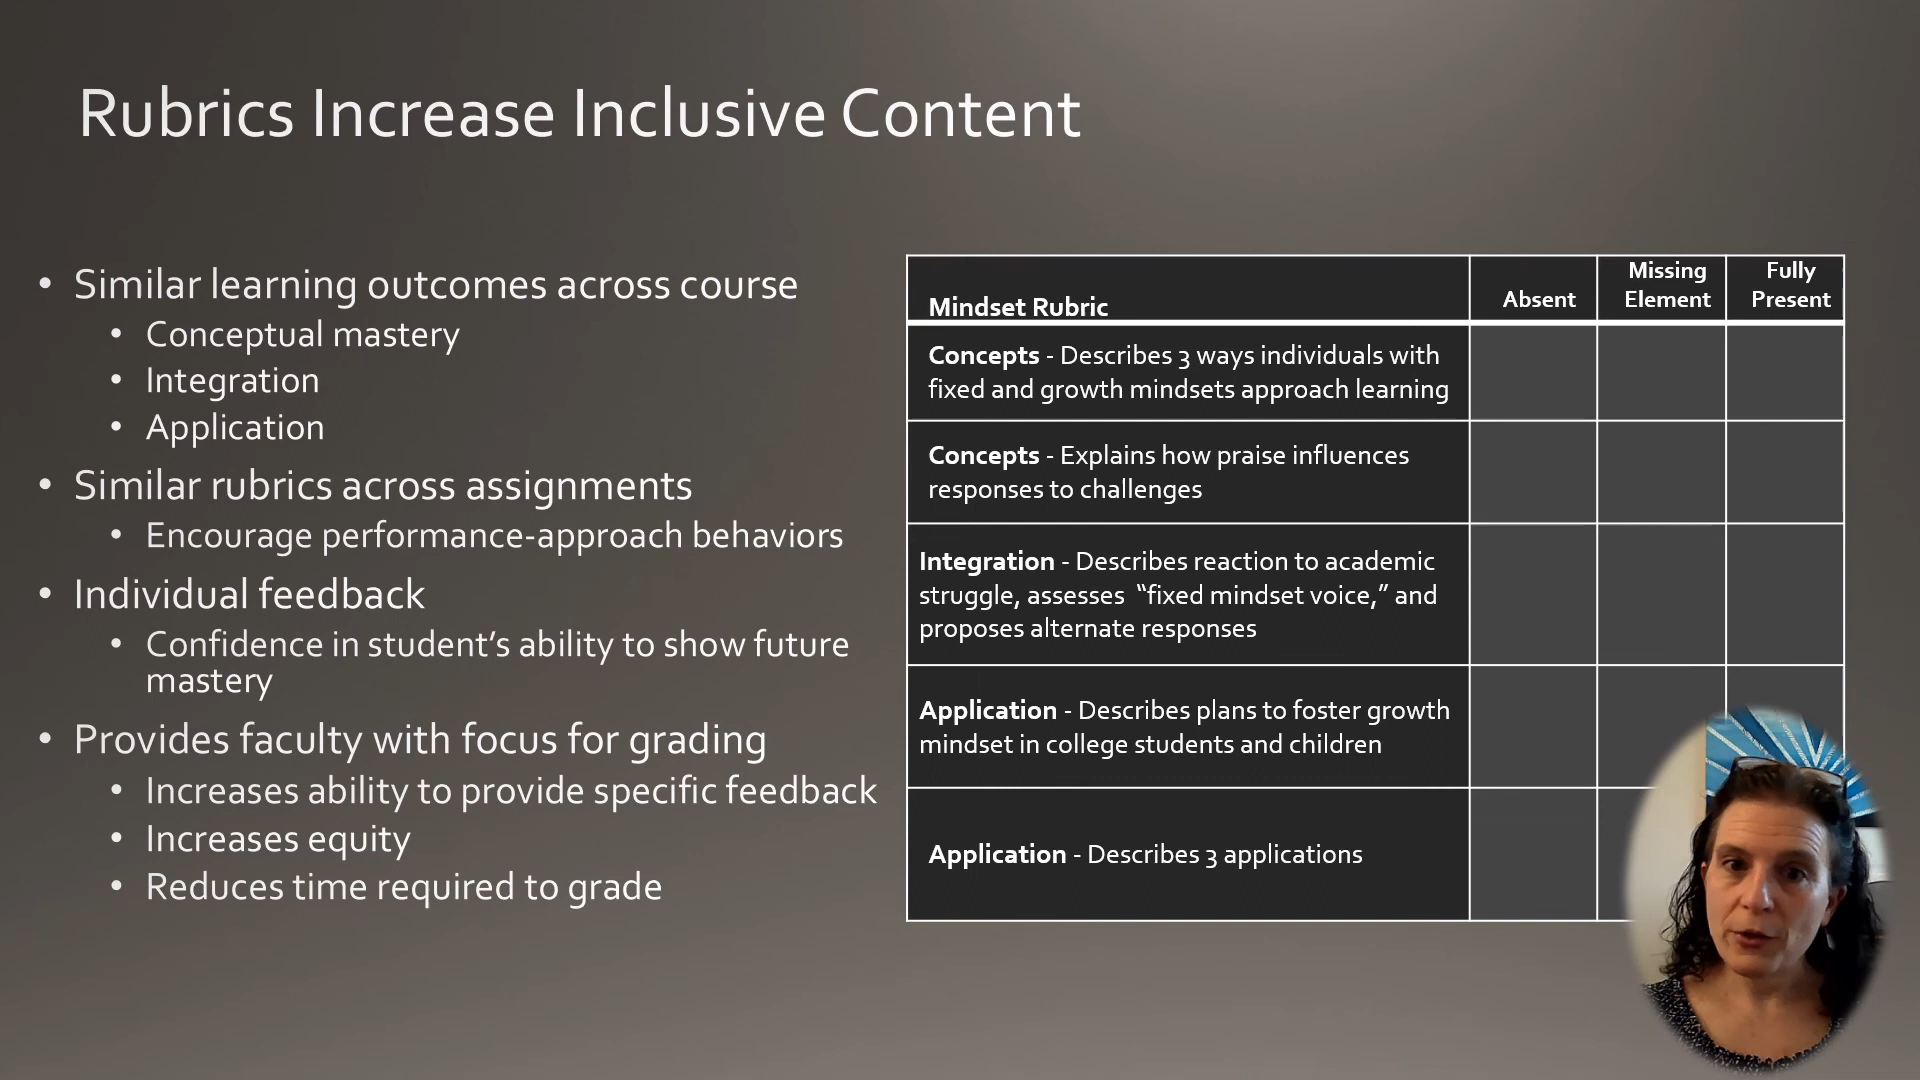 Rubrics Increase Inclusive Content
• Similar learning outcomes across course
• Conceptual mastery
• Integration
• Application
• Similar rubrics across assignments
• Encourage performance-approach behaviors
• Individual feedback
• Confidence in student’s ability to show future
mastery
• Provides faculty with focus for grading
• Increases ability to provide specific feedback
• Increases equity
• Reduces time required to grade
Mindset Rubric
Absent
Missing
Element
Fully
Present
Concepts - Describes 3 ways individuals with
fixed and growth mindsets approach learning
Concepts - Explains how praise influences
responses to challenges
Integration - Describes reaction to academic
struggle, assesses “fixed mindset voice,” and
proposes alternate responses
Application - Describes plans to foster growth
mindset in college students and children
Application - Describes 3 applications